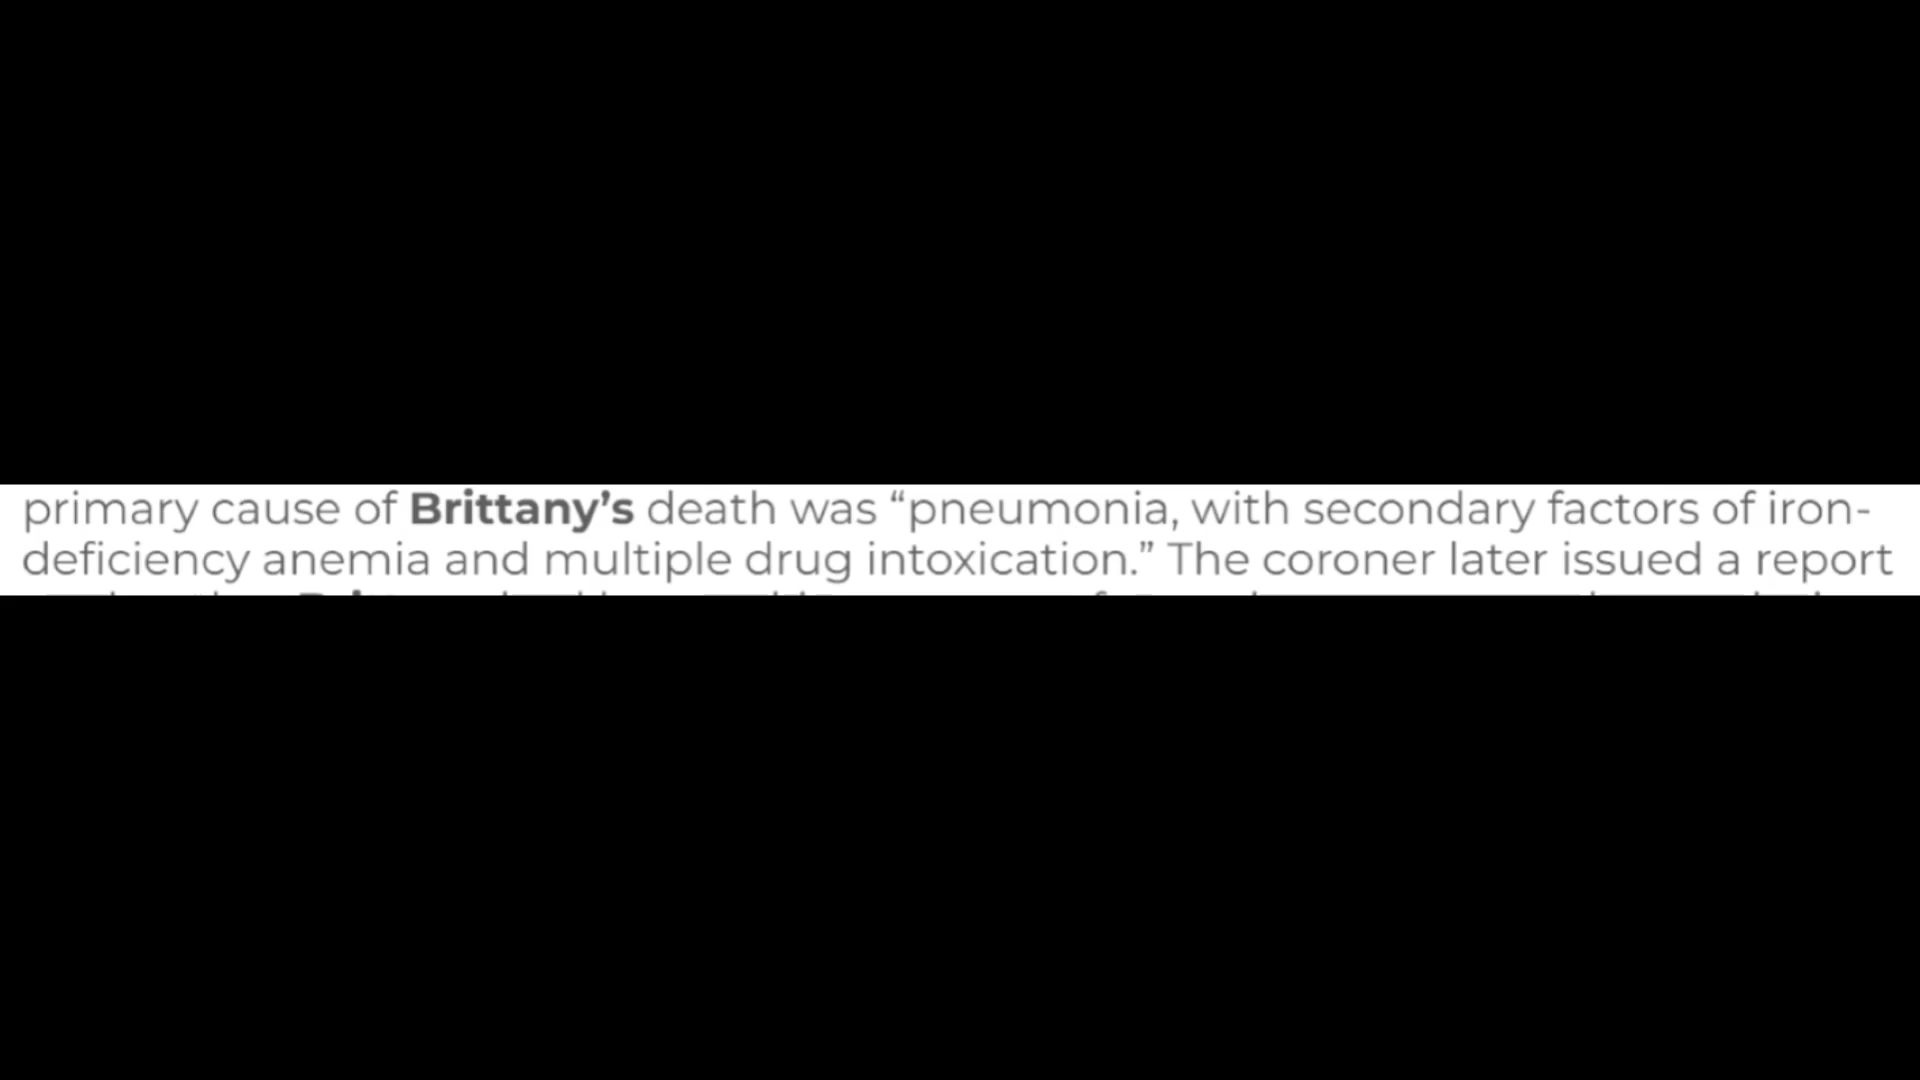 primary cause of Brittany’s death was “pneumonia, with secondary factors of iron-
deficiency anemia and multiple drug intoxication.” The coroner later issued a report